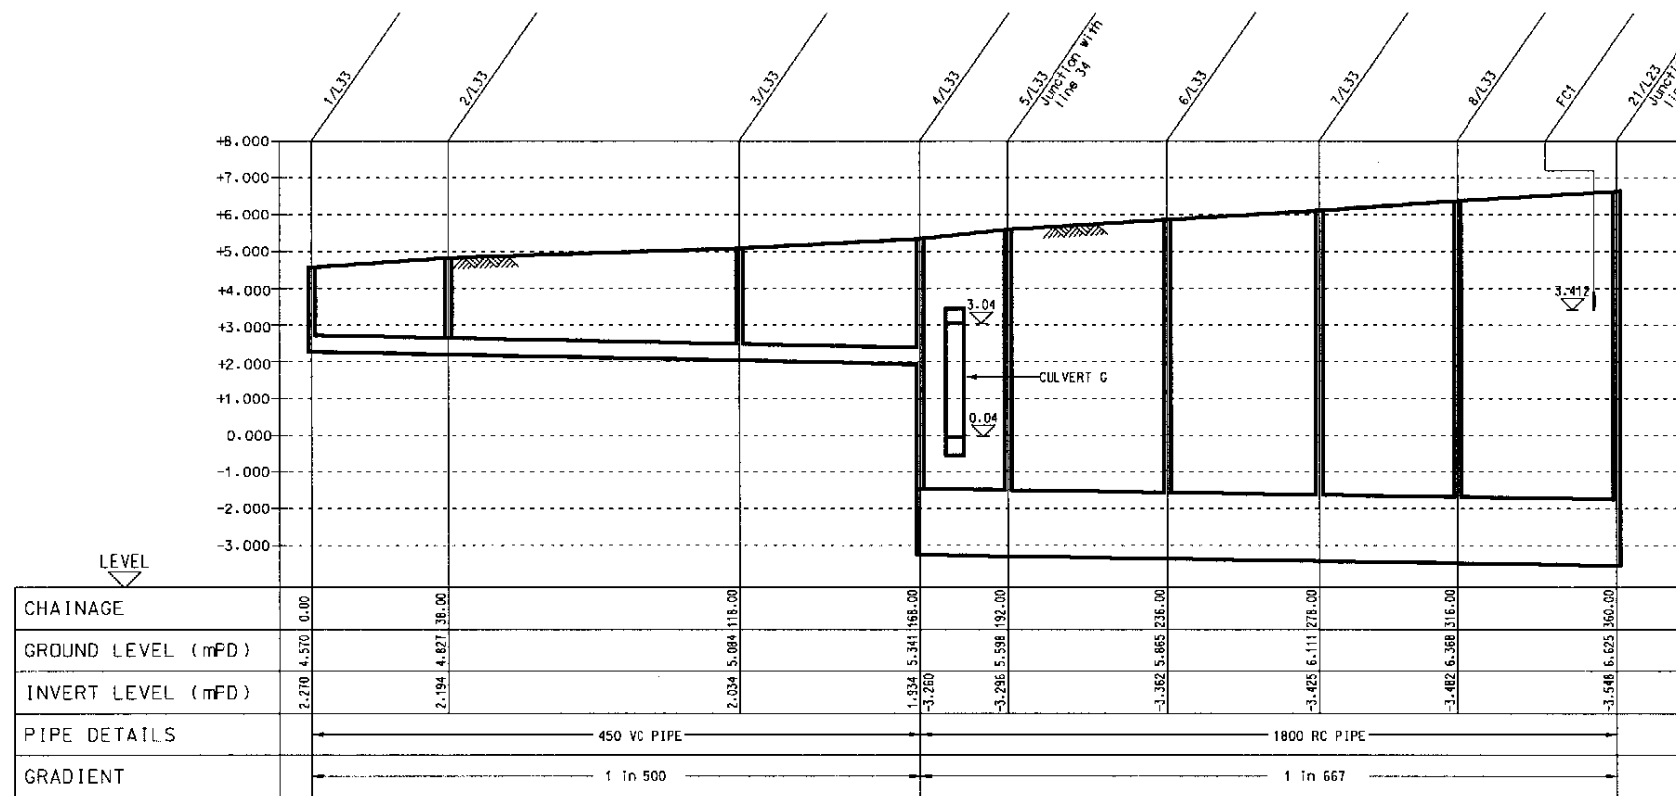 1/L33
2/L33
3/L33
4/L33
5/L33
Junction with
line 34
6/L33
7/L33
8/L33
FC1
21/L23
+8.000
+7.000
+6.000
+5.000
+4.000
+3.000
+2.000
+1.000
0.000
-1.000
-2.000
-3.000
3.04
0.04
CULVERT G
3.412
LEVEL
CHAINAGE 0.00 38.00 118.00 168.00 192.00 236.00 278.00 316.00 360.00
GROUND LEVEL (mPD) 4.570 4.827 5.084 5.341 5.598 5.865 6.111 6.368 6.625
INVERT LEVEL (mPD) 2.270 2.194 2.034 1.934 -3.260 -3.296 -3.362 -3.425 -3.482 -3.548
PIPE DETAILS 450 VC PIPE 1800 RC PIPE
GRADIENT 1 in 500 1 in 667